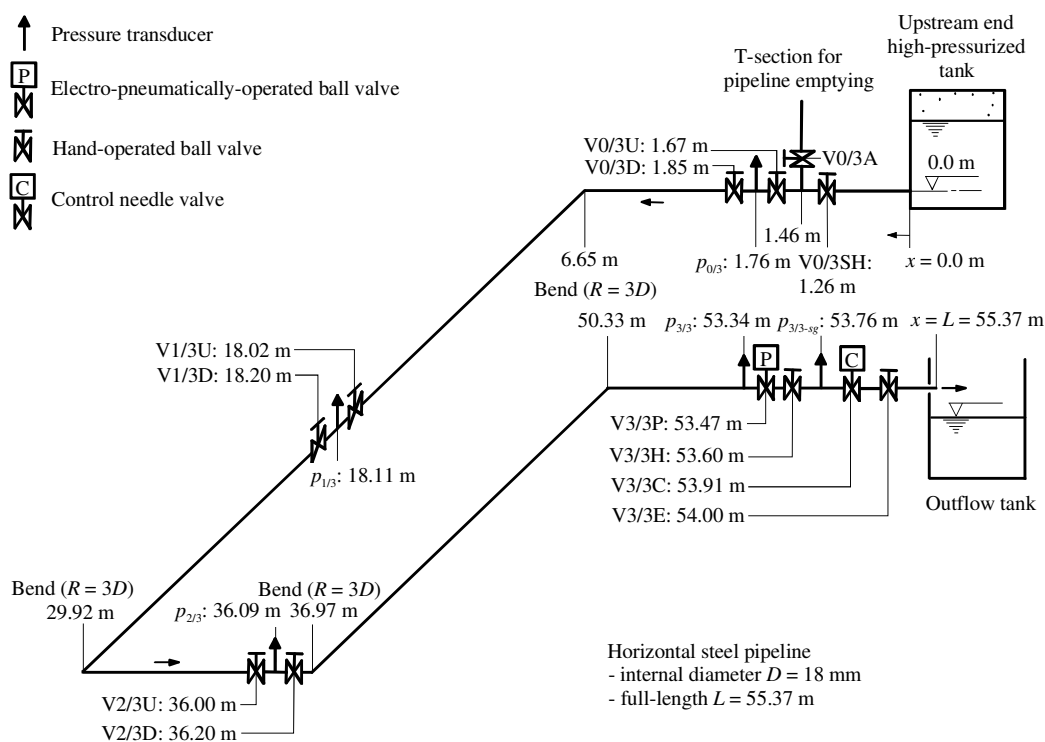 Pressure transducer
P
Electro-pneumatically-operated ball valve
Hand-operated ball valve
C
Control needle valve
Upstream end
high-pressurized
tank
T-section for
pipeline emptying
V0/3U: 1.67 m
V0/3D: 1.85 m
V0/3A
0.0 m
1.46 m
6.65 m
p0/3: 1.76 m
V0/3SH:
1.26 m
x = 0.0 m
Bend (R = 3D)
50.33 m
p3/3: 53.34 m
p3/3-sg: 53.76 m
x = L = 55.37 m
V1/3U: 18.02 m
V1/3D: 18.20 m
P
C
p1/3: 18.11 m
V3/3P: 53.47 m
V3/3H: 53.60 m
V3/3C: 53.91 m
V3/3E: 54.00 m
Outflow tank
Bend (R = 3D)
29.92 m
Bend (R = 3D)
p2/3: 36.09 m
36.97 m
V2/3U: 36.00 m
V2/3D: 36.20 m
Horizontal steel pipeline
- internal diameter D = 18 mm
- full-length L = 55.37 m